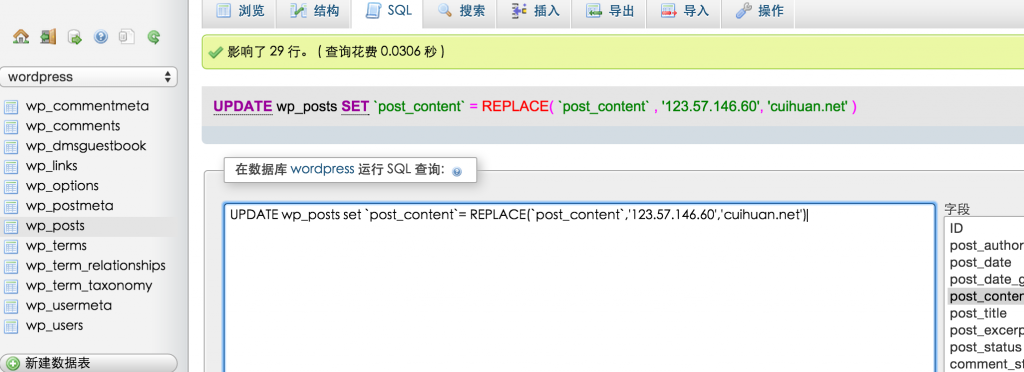 浏览 结构 SQL 搜索 插入 导出 导入 操作
影响了 29 行。 ( 查询花费 0.0306 秒 )
wordpress
UPDATE wp_posts SET `post_content` = REPLACE( `post_content` , '123.57.146.60', 'cuihuan.net' )
wp_commentmeta
wp_comments
wp_dmsguestbook
wp_links
wp_options
wp_postmeta
wp_posts
wp_terms
wp_term_relationships
wp_term_taxonomy
wp_usermeta
wp_users
新建数据表
在数据库 wordpress 运行 SQL 查询:
UPDATE wp_posts set `post_content`= REPLACE(`post_content`,'123.57.146.60','cuihuan.net')
字段
ID
post_author
post_date
post_date_g
post_conten
post_title
post_excerp
post_status
comment_st